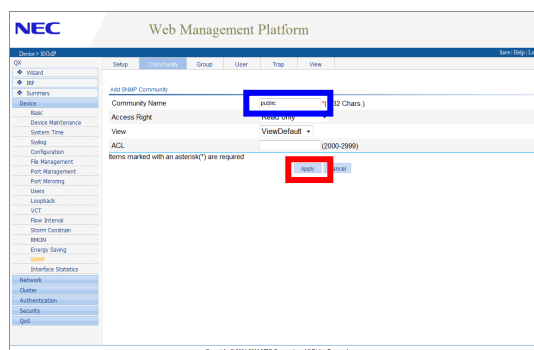 NEC
Web Management Platform
Device > SNMP
Save | Help |
QX
Wizard
IRF
Summary
Device
Basic
Device Maintenance
System Time
Syslog
Configuration
File Management
Port Management
Port Mirroring
Users
Loopback
VCT
Flow Interval
Storm Constrain
RMON
Energy Saving
SNMP
Interface Statistics
Network
Cluster
Authentication
Security
QoS
Setup Community Group User Trap View
Add SNMP Community
Community Name public *( 32 Chars.)
Access Right Read only
View ViewDefault
ACL (2000-2999)
Items marked with an asterisk(*) are required
Apply Cancel